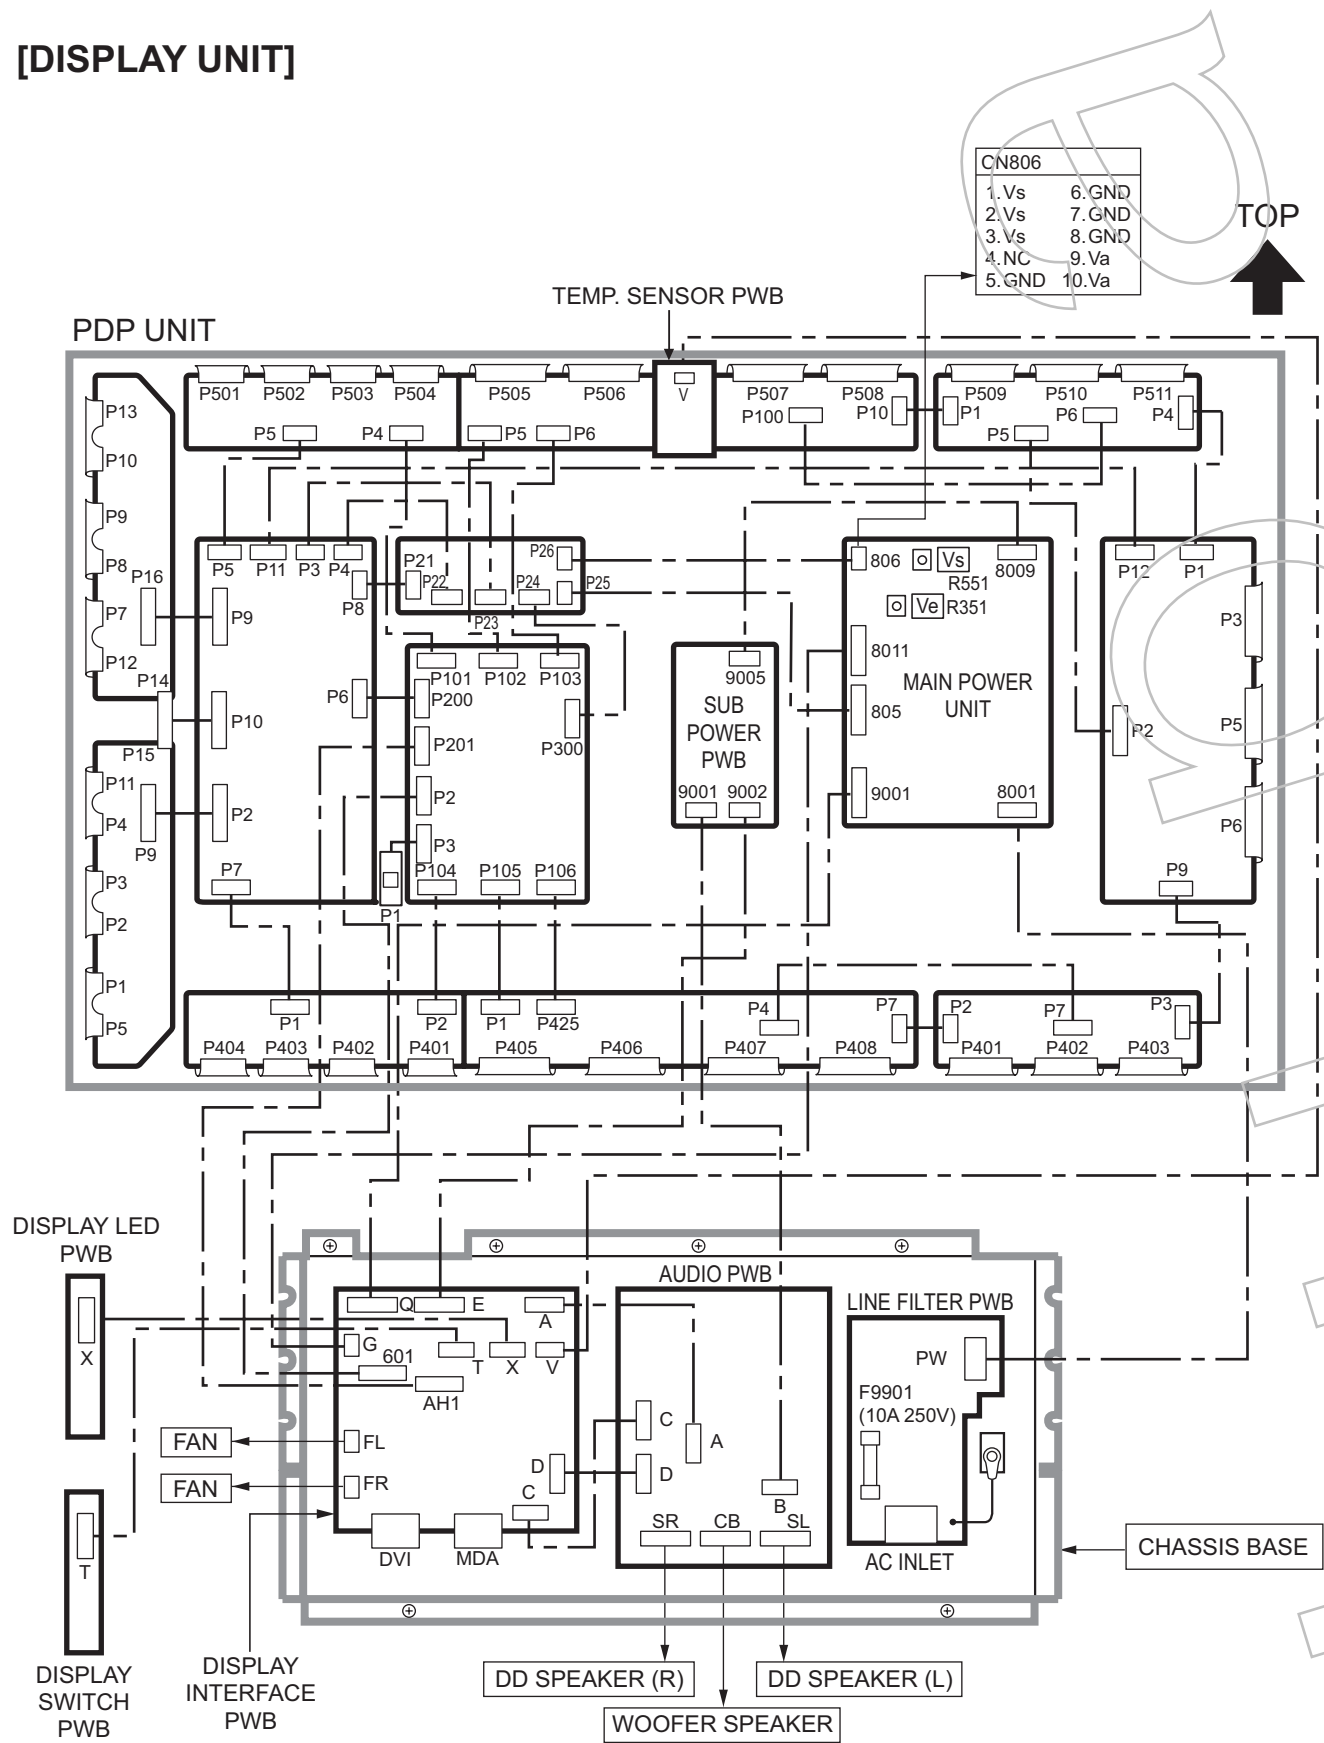 [DISPLAY UNIT]
CN806
1.Vs 6.GND
2.Vs 7.GND
3.Vs 8.GND
4.NC 9.Va
5.GND 10.Va
TOP
TEMP. SENSOR PWB
PDP UNIT
P501 P502 P503 P504 P505 P506 V P507 P508 P509 P510 P511
P100 P10 P1 P6 P4
P5 P4 P5 P6 P5
P13
P10
P9
P8
P7
P12
P16
P14
P15
P11
P4
P9
P3
P2
P1
P5
P5 P11 P3 P4
P8
P9
P6
P10
P2
P7
P21
P22
P23
P24
P26
P25
P101 P102 P103
P200
P201
P300
P2
P3
P104 P105 P106
P1
9005
SUB
POWER
PWB
9001 9002
806 Vs R551 8009
Ve R351
8011
MAIN POWER
UNIT
805
9001 8001
P12 P1
P3
P2
P5
P6
P9
P1 P2 P1 P425 P4 P7 P2 P7 P3
P404 P403 P402 P401 P405 P406 P407 P408 P401 P402 P403
DISPLAY LED
PWB
X
T
DISPLAY
SWITCH
PWB
FAN
FAN
Q E A
G
601 T X V
AH1
FL
FR
D
C
DVI MDA
DISPLAY
INTERFACE
PWB
AUDIO PWB
C
A
D
B
SR CB SL
LINE FILTER PWB
PW
F9901
(10A 250V)
AC INLET
CHASSIS BASE
DD SPEAKER (R)
DD SPEAKER (L)
WOOFER SPEAKER